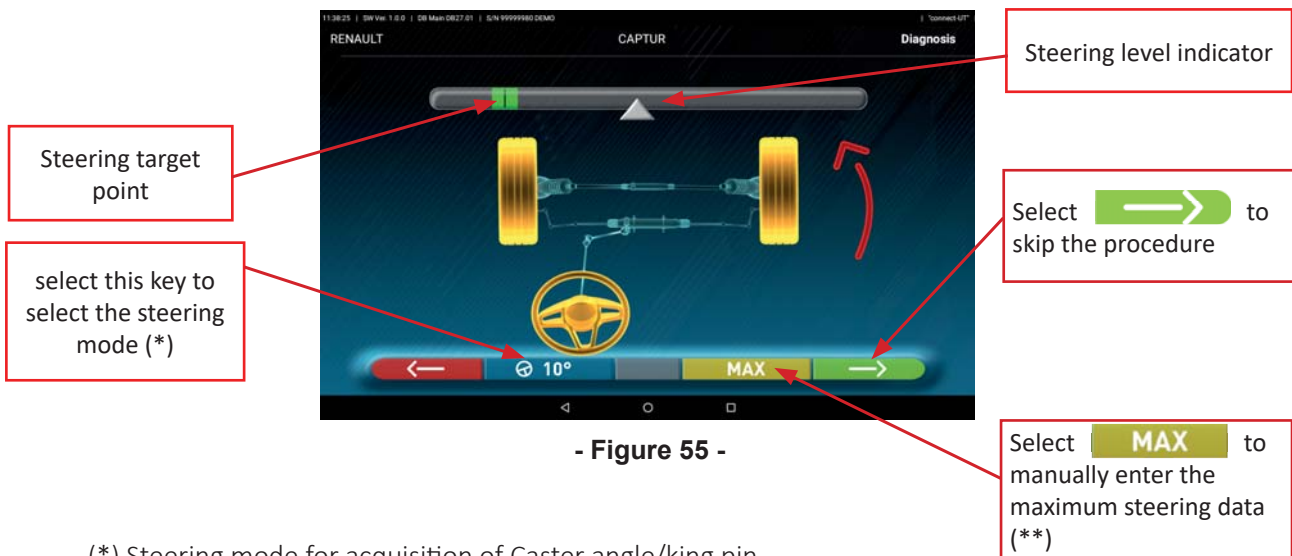 11:38:25 | SW Ver. 1.0.0 | DB Main DB27.01 | S/N 99999980 DEMO | "connect-UT"
RENAULT CAPTUR Diagnosis
Steering level indicator
Steering target
point
Select to
skip the procedure
select this key to
select the steering
mode (*)
10° MAX
- Figure 55 -
Select MAX to
manually enter the
maximum steering data
(**)
(*) Steering mode for acquisition of Caster angle/king pin